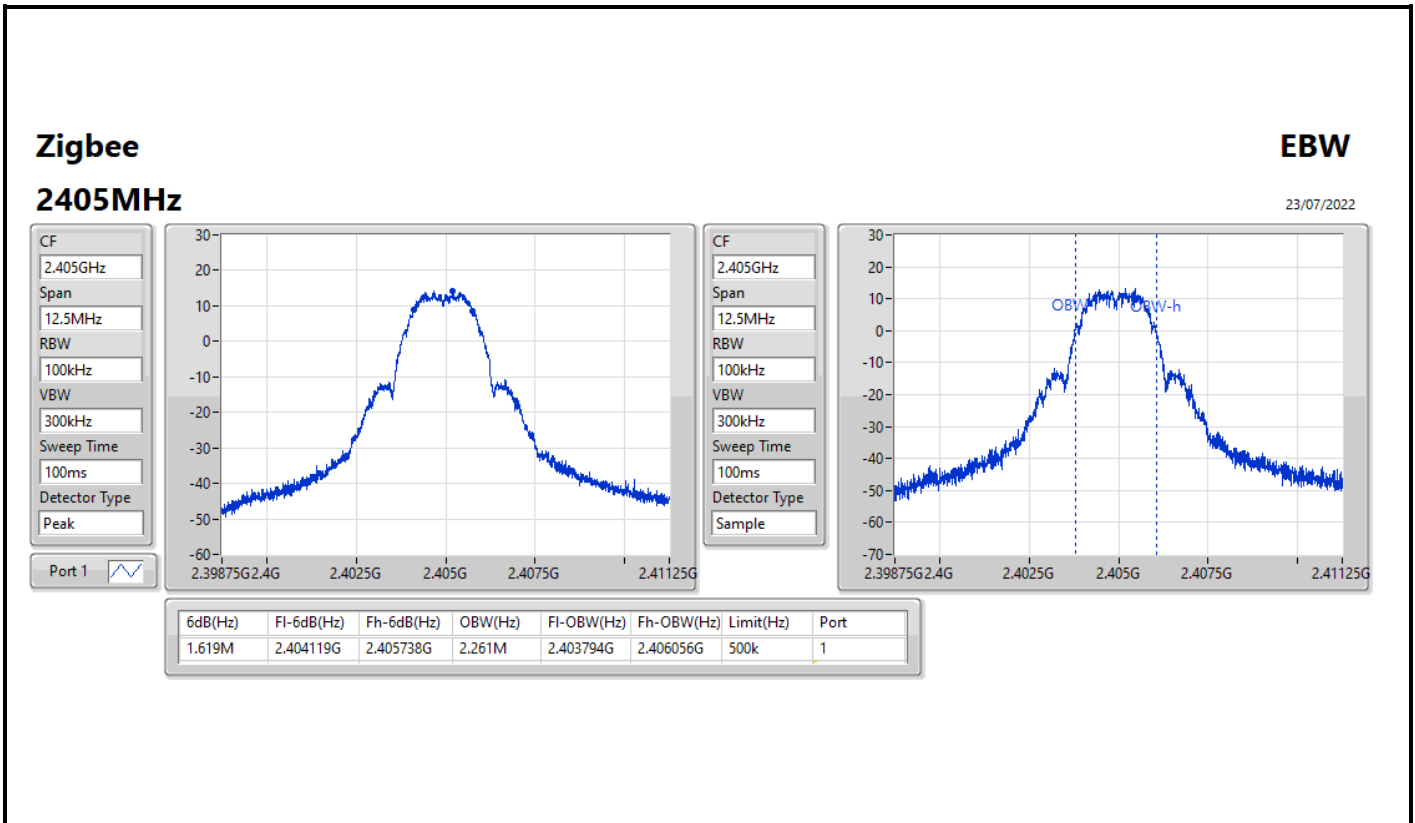 Zigbee
EBW
2405MHz
23/07/2022
CF
2.405GHz
Span
12.5MHz
RBW
100kHz
VBW
300kHz
Sweep Time
100ms
Detector Type
Peak
Port 1
30
20
10
0
-10
-20
-30
-40
-50
-60
2.39875G 2.4G 2.4025G 2.405G 2.4075G 2.41125G
CF
2.405GHz
Span
12.5MHz
RBW
100kHz
VBW
300kHz
Sweep Time
100ms
Detector Type
Sample
30
20
10
0
-10
-20
-30
-40
-50
-60
-70
OBW OBW-h
2.39875G 2.4G 2.4025G 2.405G 2.4075G 2.41125G
6dB(Hz) Fl-6dB(Hz) Fh-6dB(Hz) OBW(Hz) Fl-OBW(Hz) Fh-OBW(Hz) Limit(Hz) Port
1.619M 2.404119G 2.405738G 2.261M 2.403794G 2.406056G 500k 1